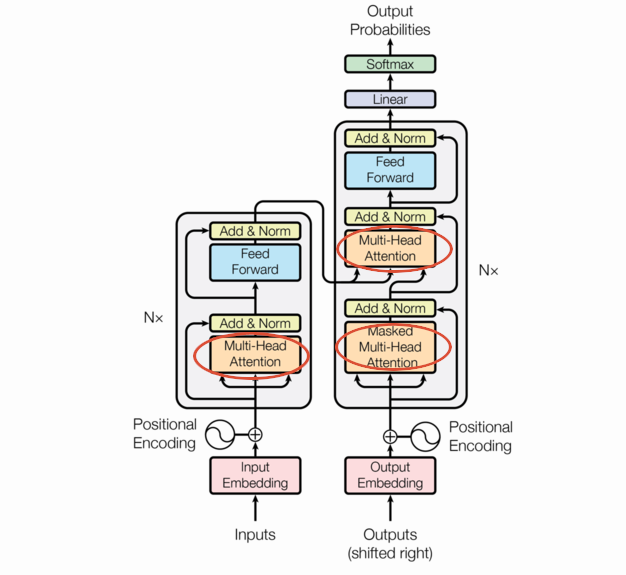 Output
Probabilities
Softmax
Linear
Add & Norm
Feed
Forward
Add & Norm
Multi-Head
Attention
Add & Norm
Masked
Multi-Head
Attention
N×
Add & Norm
Feed
Forward
Add & Norm
Multi-Head
Attention
N×
Positional
Encoding
Positional
Encoding
Input
Embedding
Output
Embedding
Inputs
Outputs
(shifted right)